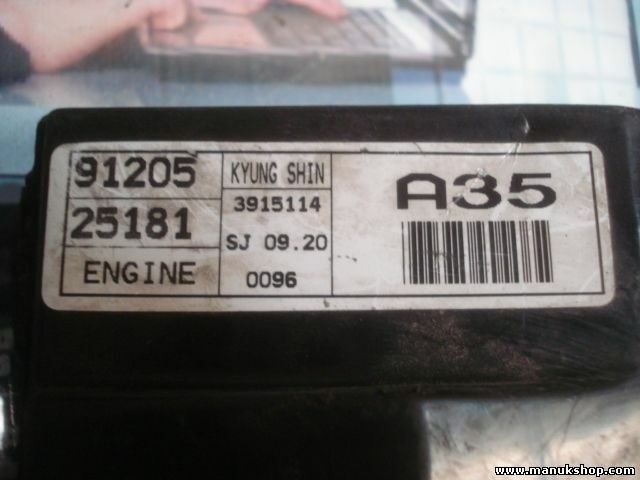 91205
25181
ENGINE
KYUNG SHIN
3915114
SJ 09.20
0096
A35
www.manukshop.com